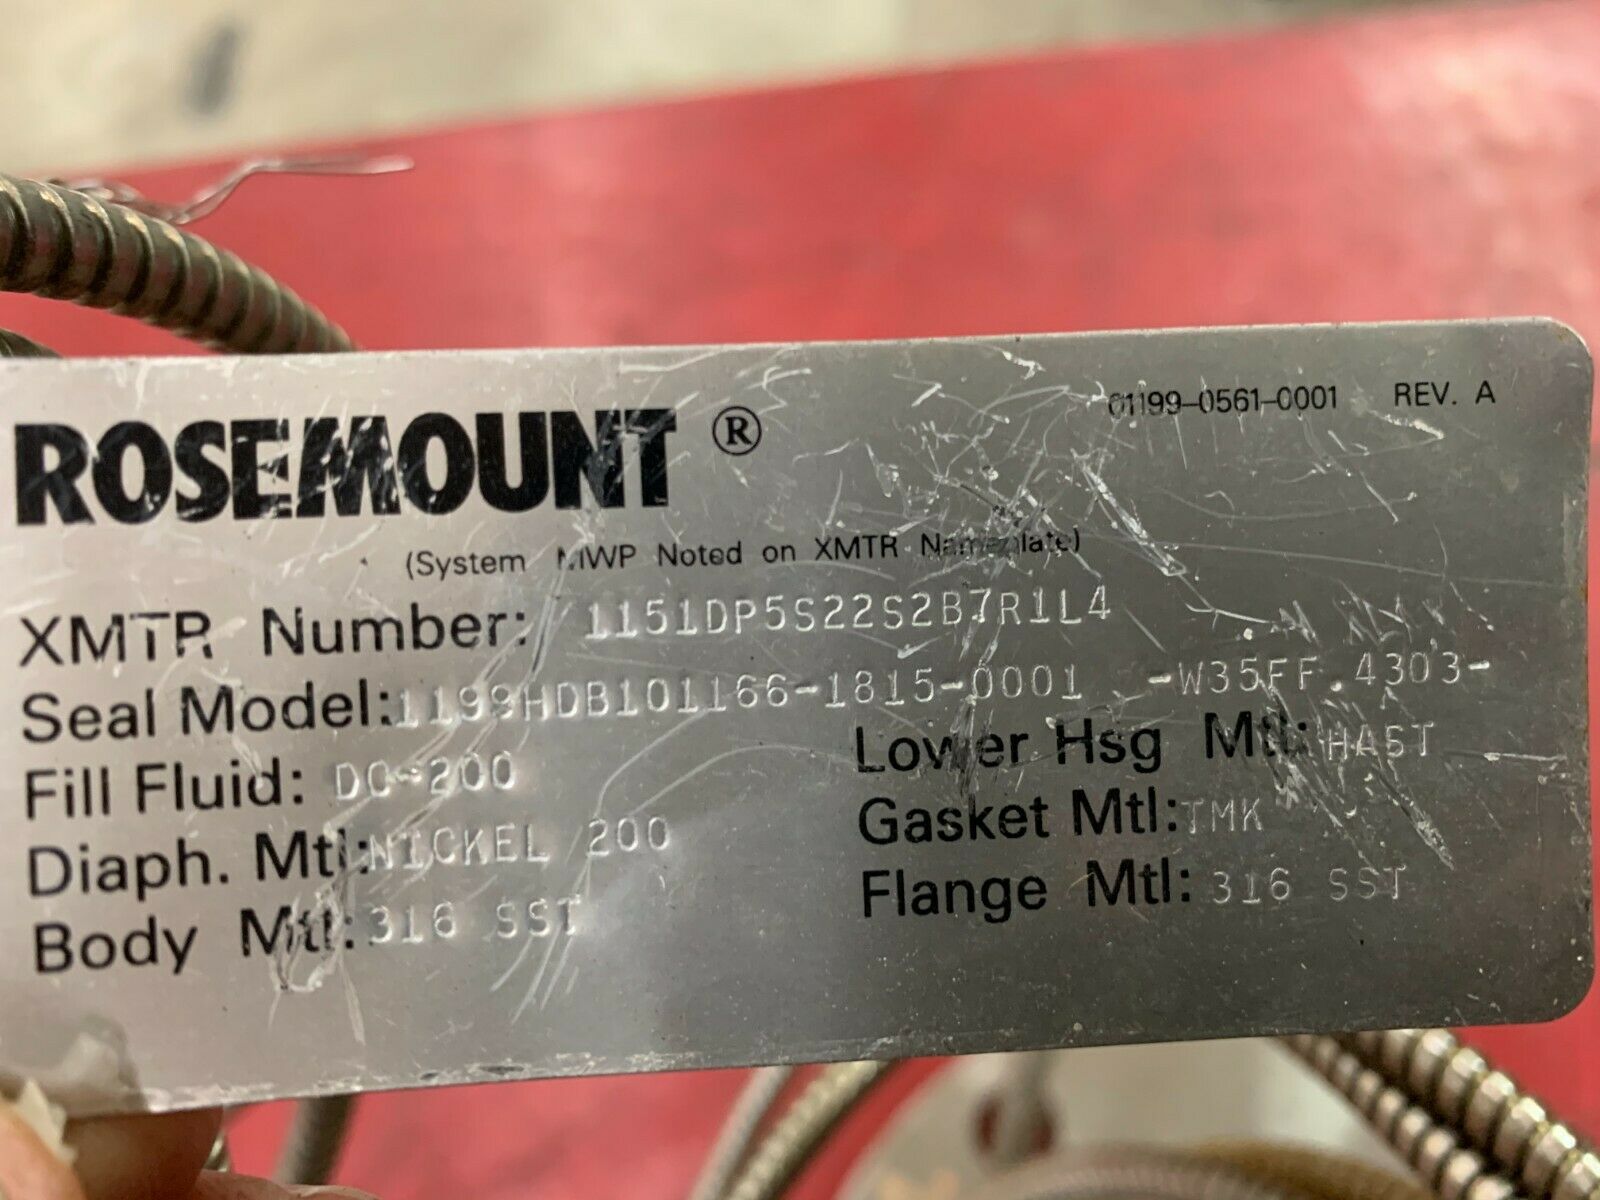 01199-0561-0001 REV. A
ROSEMOUNT ®
(System MWP Noted on XMTR Nameplate)
XMTR Number: 1151DP5S22S2B7R1L4
Seal Model: 1199HDB101166-1815-0001 -W35FF.4303-
Fill Fluid: DC-200 Lower Hsg Mtl: HAST
Diaph. Mtl: NICKEL 200 Gasket Mtl: TMK
Body Mtl: 316 SST Flange Mtl: 316 SST